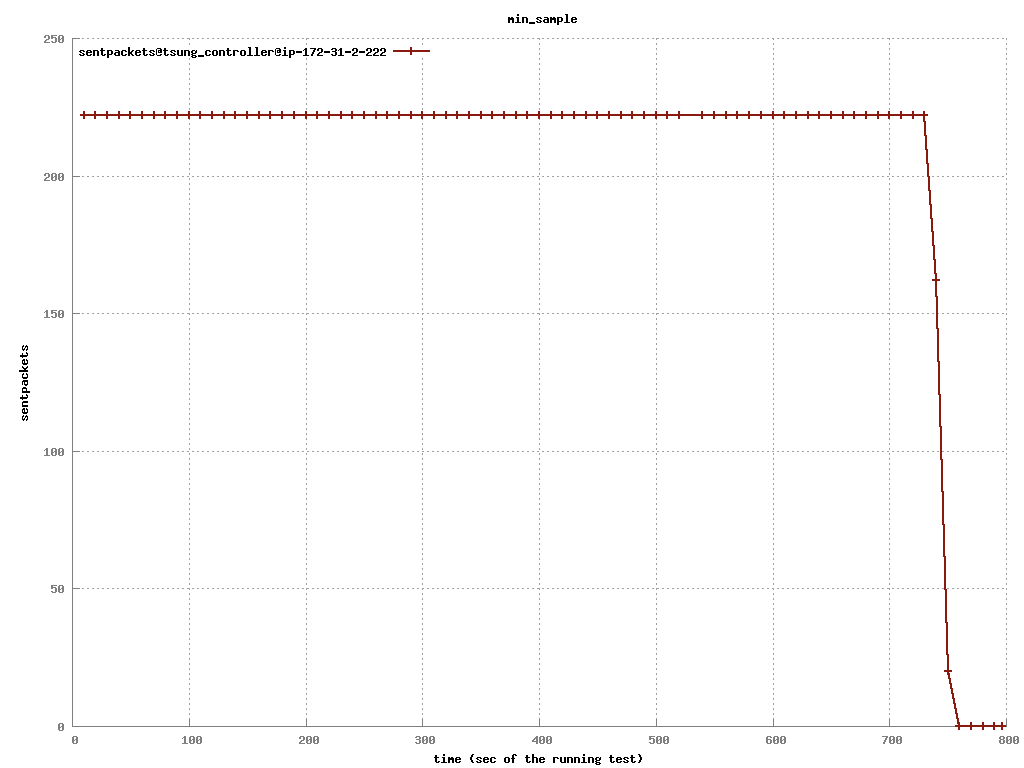 min_sample
250
sentpackets@tsung_controller@ip-172-31-2-222
200
150
sentpackets
100
50
0
0 100 200 300 400 500 600 700 800
time (sec of the running test)